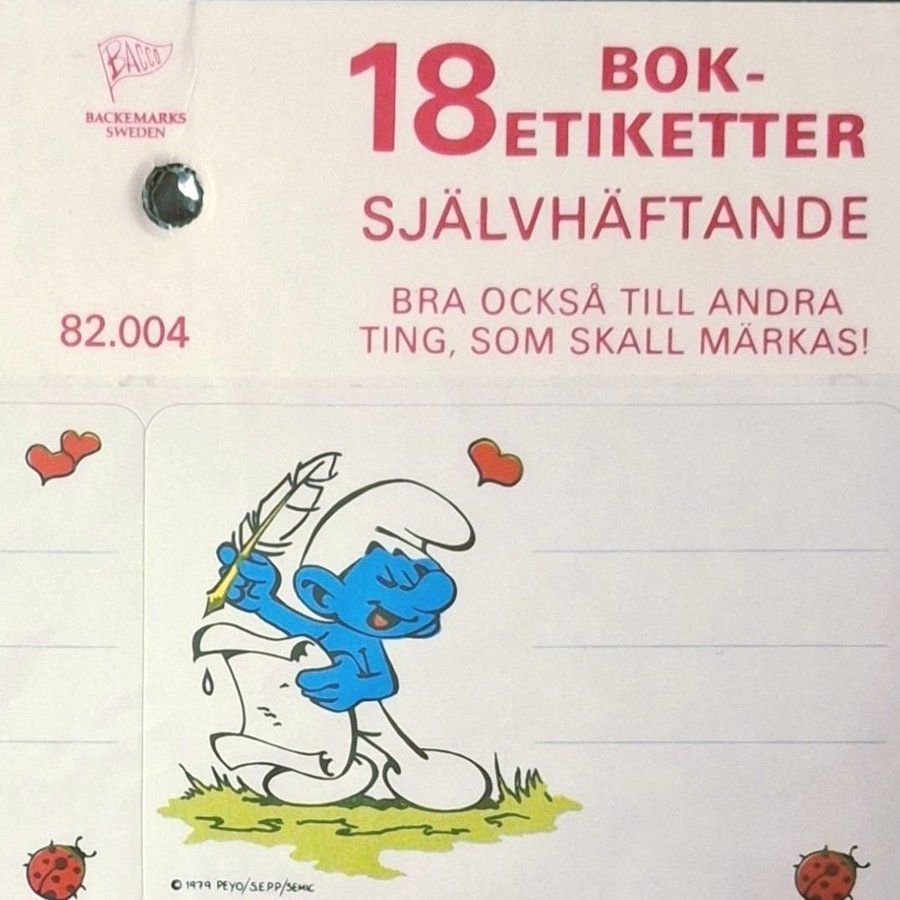 BACCO
BACKEMARKS
SWEDEN
18 BOK-
ETIKETTER
SJÄLVHÄFTANDE
BRA OCKSÅ TILL ANDRA
TING, SOM SKALL MÄRKAS!
82.004
© 1979 PEYO/S.E.P.P/SEMIC